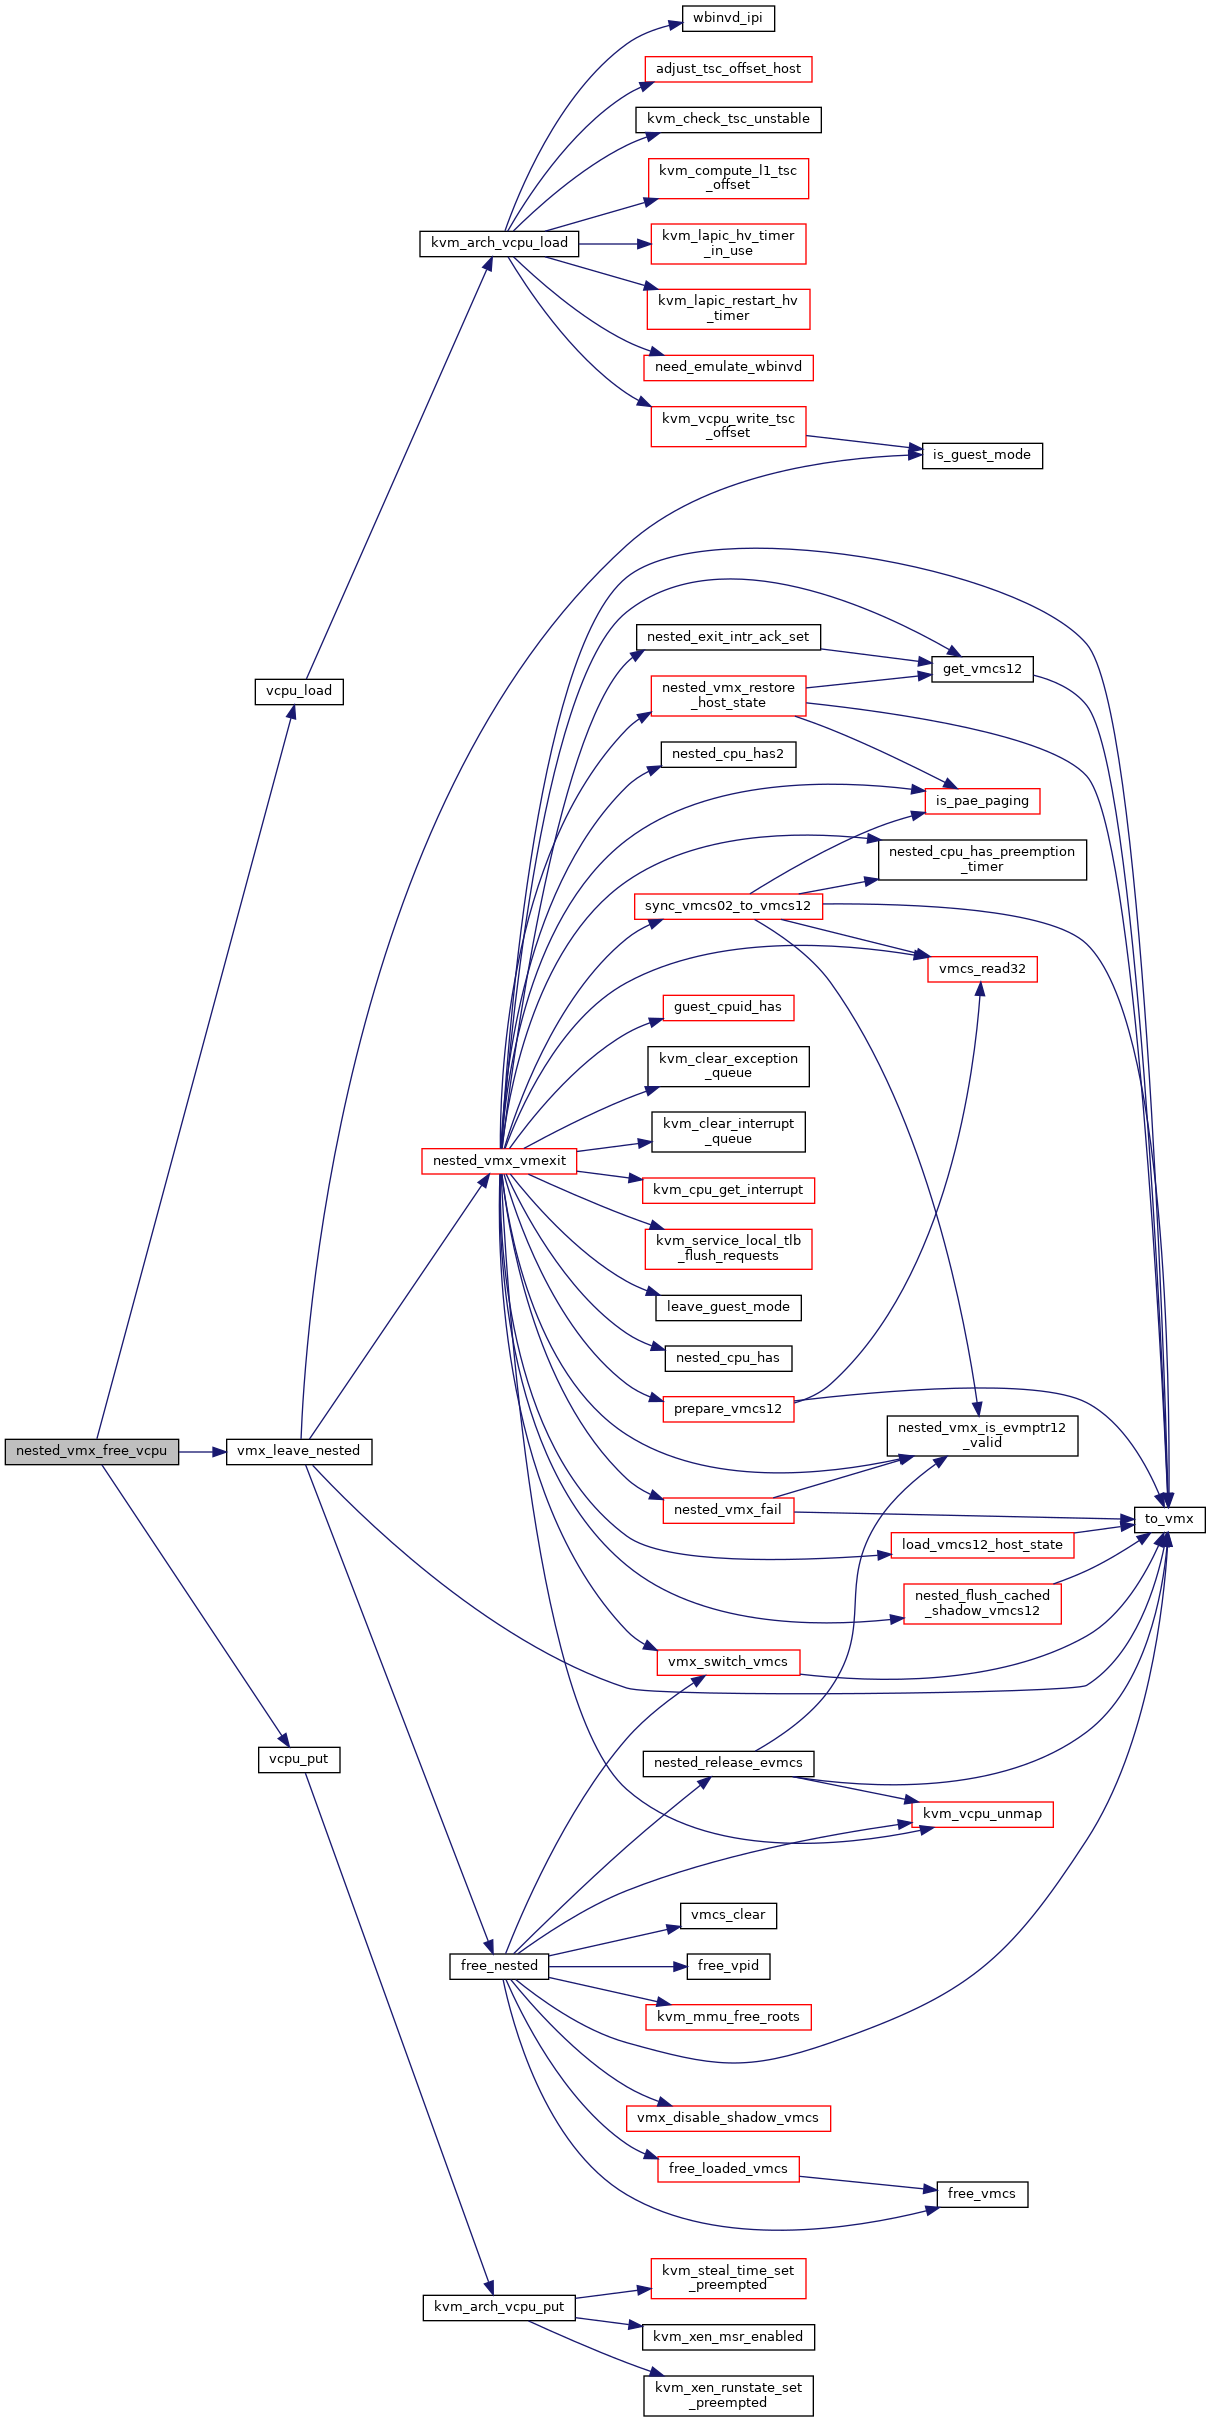 wbinvd_ipi
adjust_tsc_offset_host
kvm_check_tsc_unstable
kvm_compute_l1_tsc
_offset
kvm_arch_vcpu_load
kvm_lapic_hv_timer
_in_use
kvm_lapic_restart_hv
_timer
need_emulate_wbinvd
kvm_vcpu_write_tsc
_offset
is_guest_mode
nested_exit_intr_ack_set
get_vmcs12
vcpu_load
nested_vmx_restore
_host_state
nested_cpu_has2
is_pae_paging
nested_cpu_has_preemption
_timer
sync_vmcs02_to_vmcs12
vmcs_read32
guest_cpuid_has
kvm_clear_exception
_queue
kvm_clear_interrupt
_queue
nested_vmx_vmexit
kvm_cpu_get_interrupt
kvm_service_local_tlb
_flush_requests
leave_guest_mode
nested_cpu_has
prepare_vmcs12
nested_vmx_is_evmptr12
_valid
nested_vmx_free_vcpu
vmx_leave_nested
nested_vmx_fail
to_vmx
load_vmcs12_host_state
nested_flush_cached
_shadow_vmcs12
vmx_switch_vmcs
vcpu_put
nested_release_evmcs
kvm_vcpu_unmap
vmcs_clear
free_nested
free_vpid
kvm_mmu_free_roots
vmx_disable_shadow_vmcs
free_loaded_vmcs
free_vmcs
kvm_steal_time_set
_preempted
kvm_arch_vcpu_put
kvm_xen_msr_enabled
kvm_xen_runstate_set
_preempted